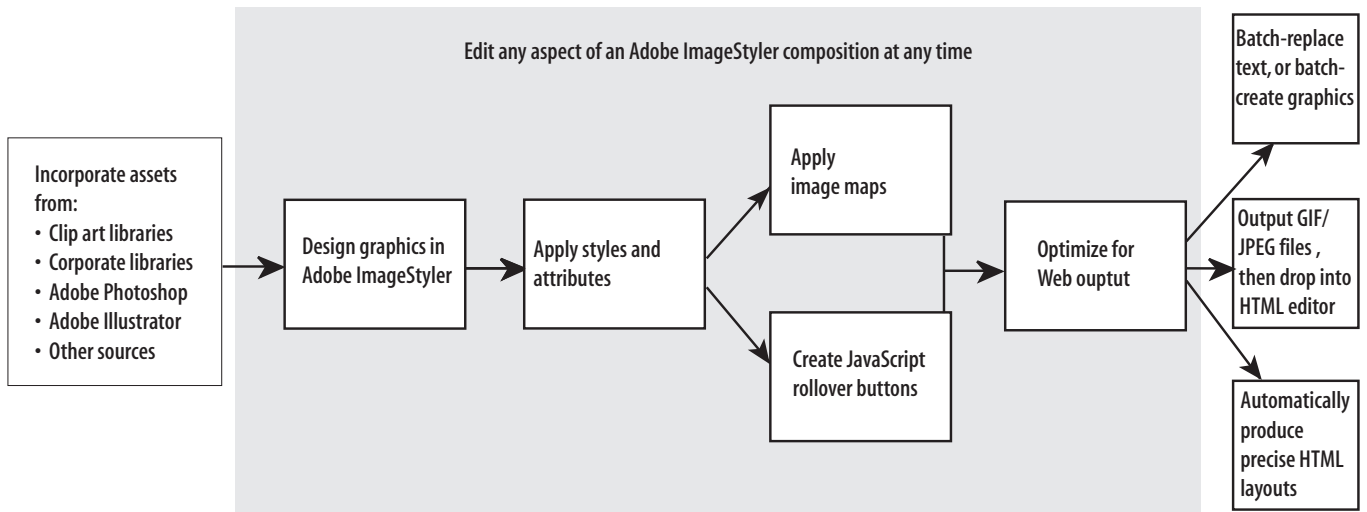 Edit any aspect of an Adobe ImageStyler composition at any time
Incorporate assets
from:
• Clip art libraries
• Corporate libraries
• Adobe Photoshop
• Adobe Illustrator
• Other sources
Design graphics in
Adobe ImageStyler
Apply styles and
attributes
Apply
image maps
Create JavaScript
rollover buttons
Optimize for
Web ouptut
Batch-replace
text, or batch-
create graphics
Output GIF/
JPEG files ,
then drop into
HTML editor
Automatically
produce
precise HTML
layouts